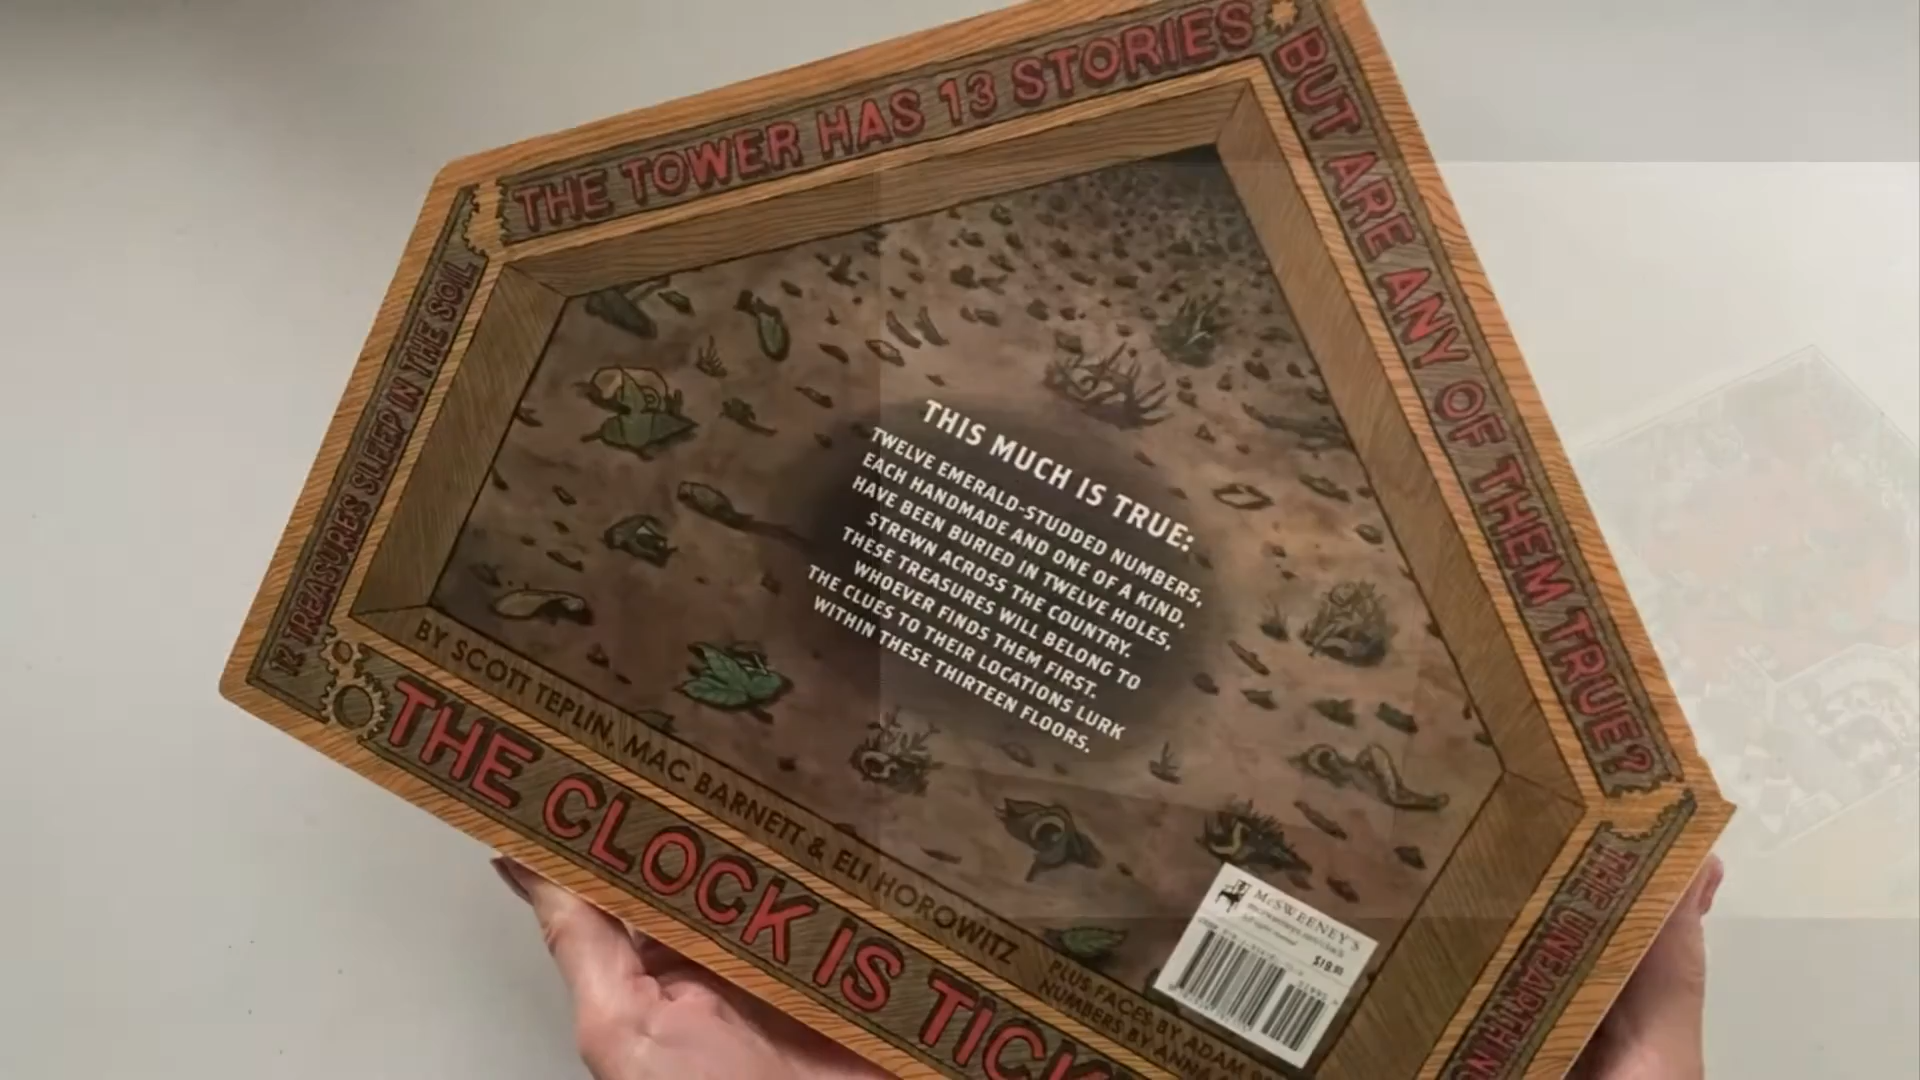 THE TOWER HAS 13 STORIES
BUT ARE ANY OF THEM TRUE?
12 TREASURES SLEEP IN THE SOIL
THIS MUCH IS TRUE:
TWELVE EMERALD-STUDDED NUMBERS,
EACH HANDMADE AND ONE OF A KIND,
HAVE BEEN BURIED IN TWELVE HOLES,
STREWN ACROSS THE COUNTRY.
THESE TREASURES WILL BELONG TO
WHOEVER FINDS THEM FIRST.
THE CLUES TO THEIR LOCATIONS LURK
WITHIN THESE THIRTEEN FLOORS.
BY SCOTT TEPLIN, MAC BARNETT & ELI HOROWITZ
PLUS FACES BY ADAM
NUMBERS BY ANNA
THE CLOCK IS TICK
THE UNEARTHIN
McSWEENEY'S
$19.95